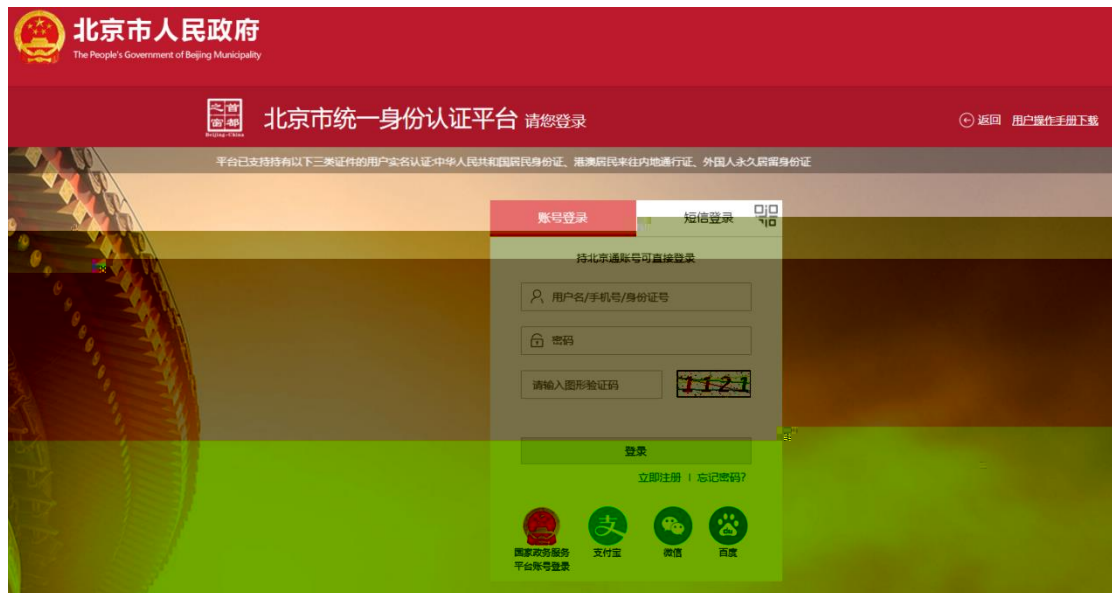 北京市人民政府
The People's Government of Beijing Municipality
首都之窗
Beijing-China
北京市统一身份认证平台 请您登录
返回 用户操作手册下载
平台已支持持有以下三类证件的用户实名认证:中华人民共和国居民身份证、港澳居民来往内地通行证、外国人永久居留身份证
账号登录 短信登录
持北京通账号可直接登录
用户名/手机号/身份证号
密码
请输入图形验证码 1121
登录
立即注册 | 忘记密码?
国家政务服务 支付宝 微信 百度
平台账号登录